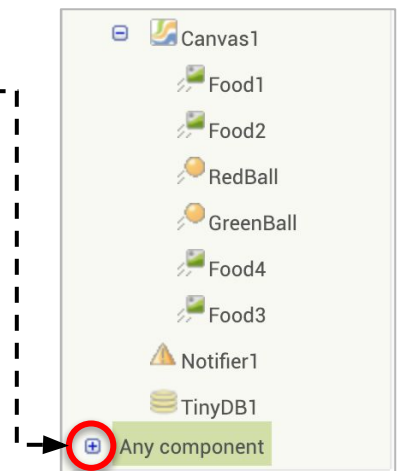 Canvas1
Food1
Food2
RedBall
GreenBall
Food4
Food3
Notifier1
TinyDB1
Any component